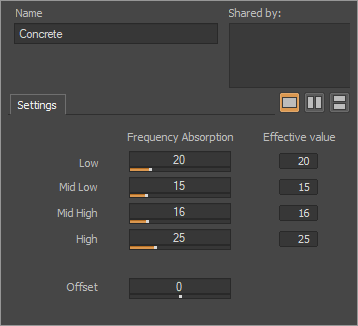 Name Shared by:
Concrete
Settings
Frequency Absorption Effective value
Low 20 20
Mid Low 15 15
Mid High 16 16
High 25 25
Offset 0